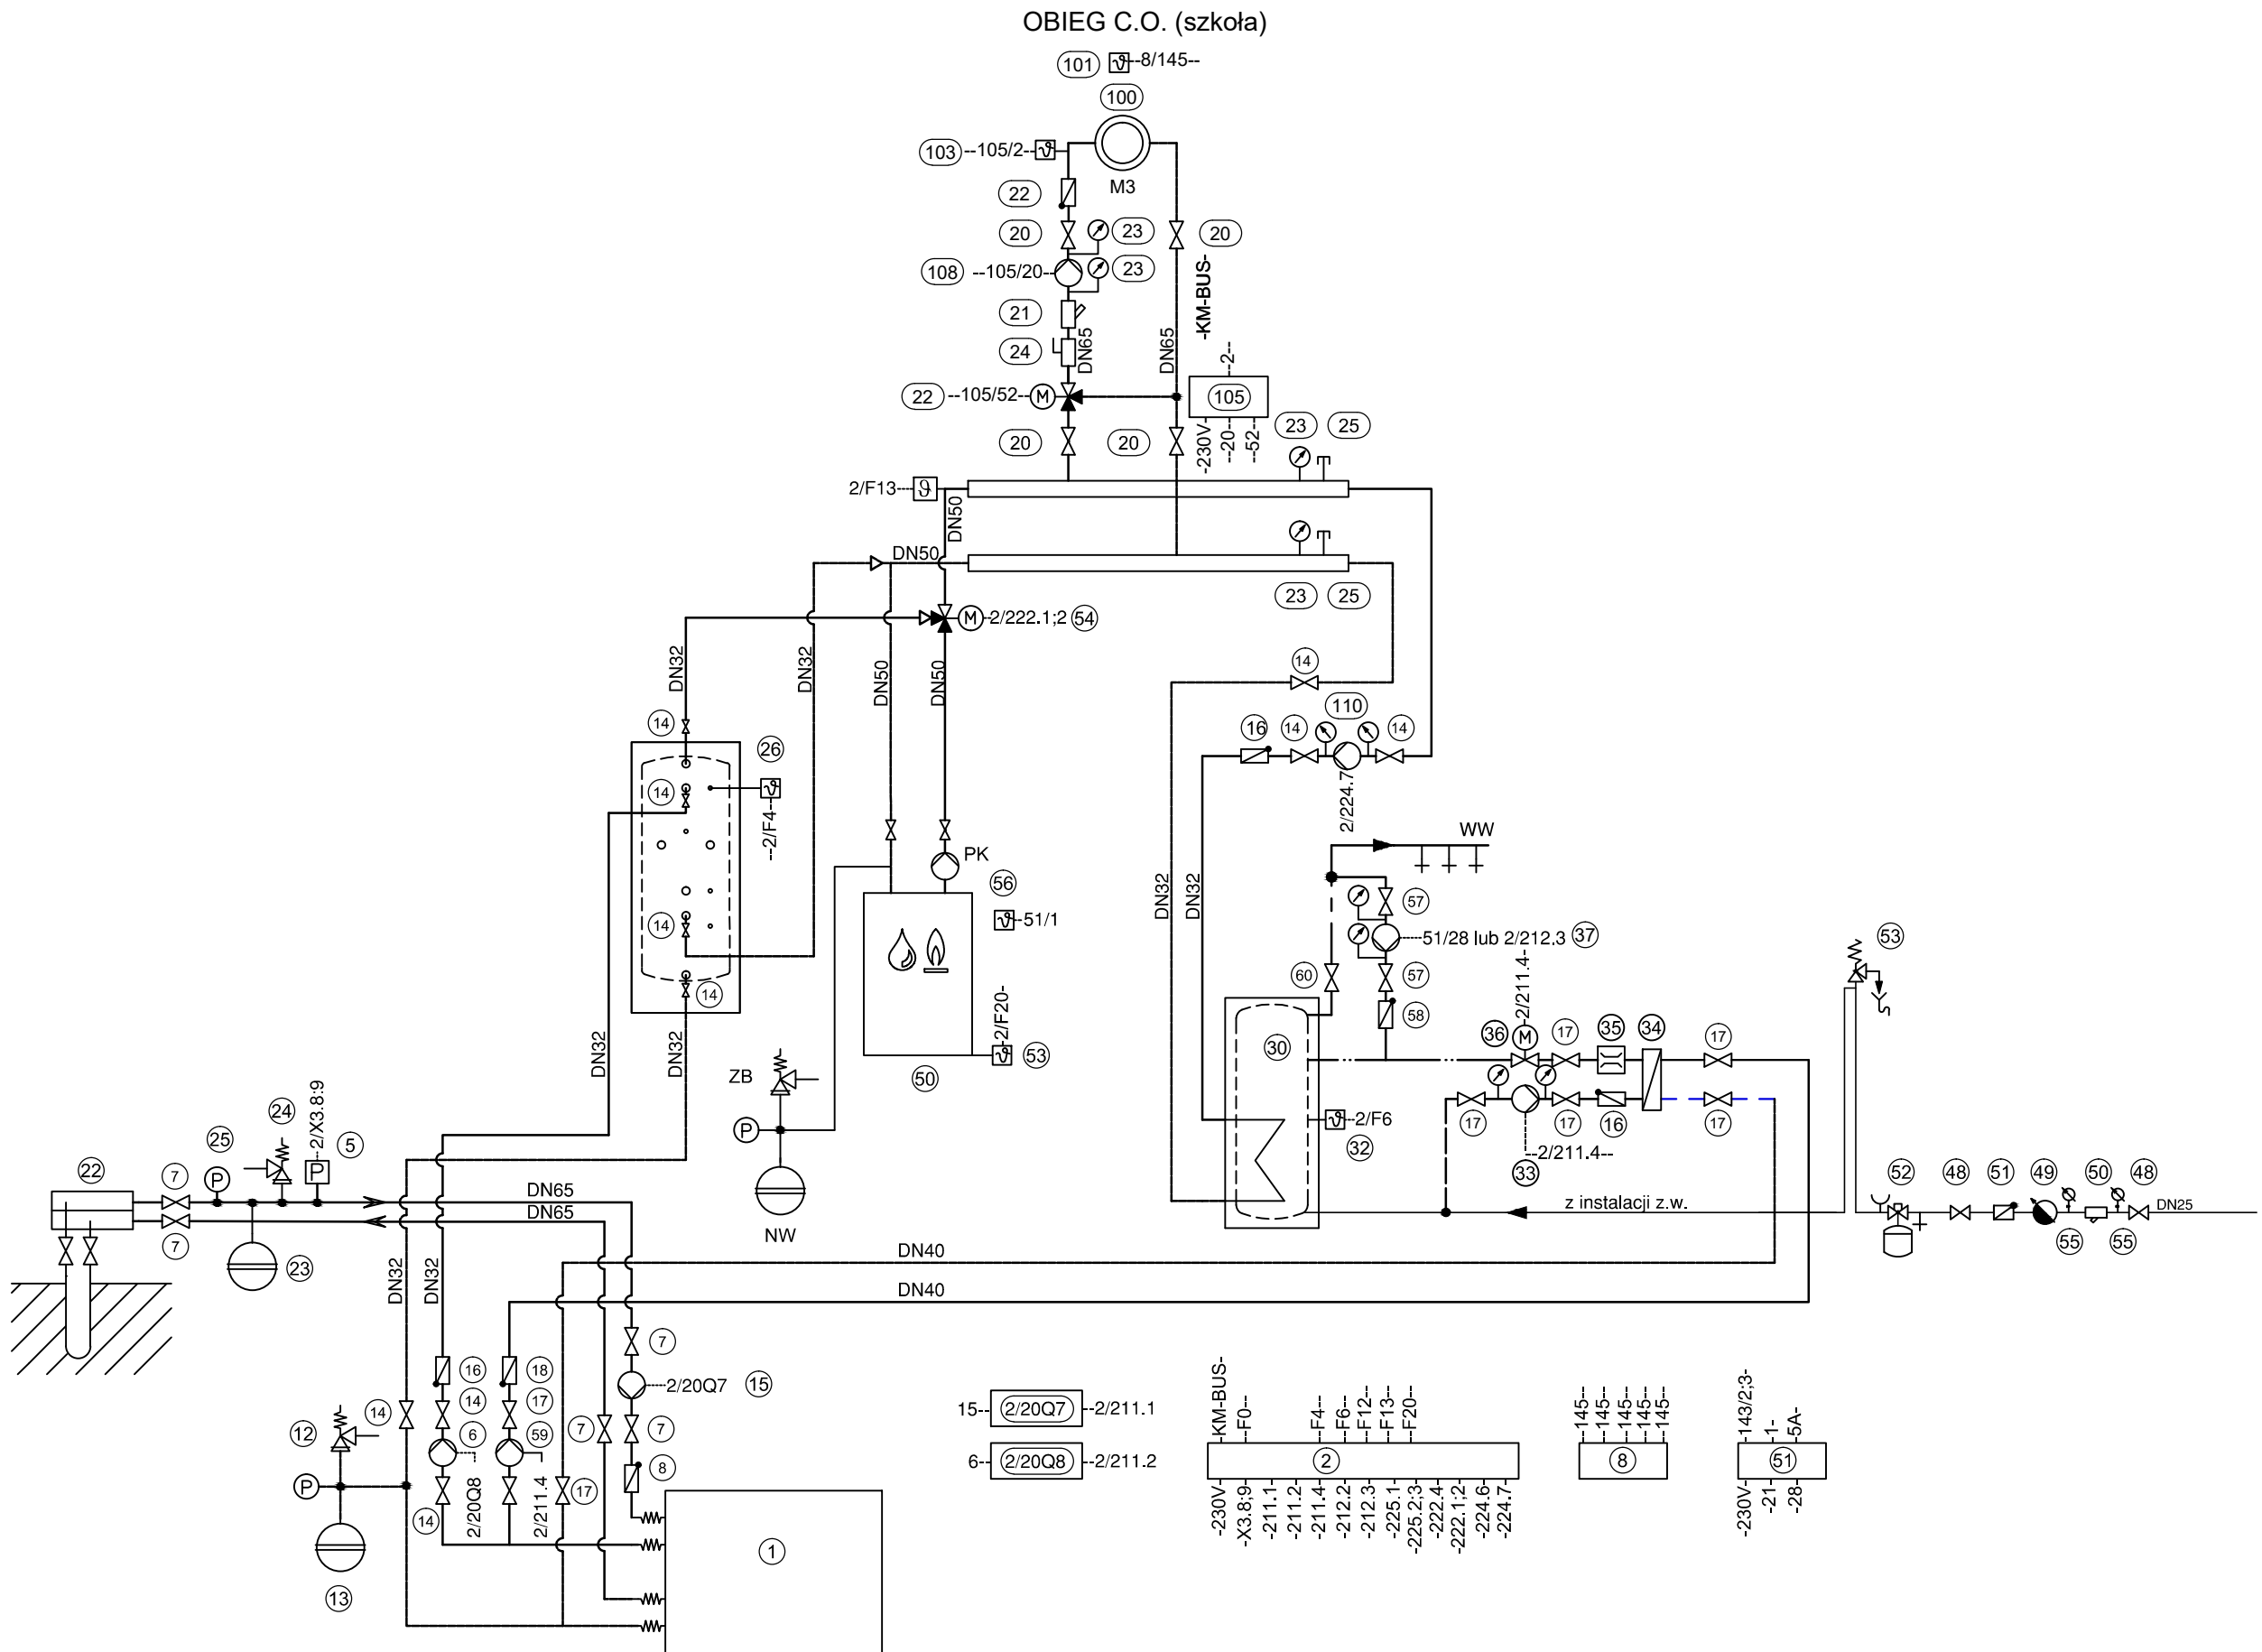 OBIEG C.O. (szkoła)
101 --8/145--
100
103 --105/2--
M3
22
20 23 20
108 --105/20-- 23
-KM-BUS-
21
24 DN65 DN65
--2--
22 --105/52-- M 105
20 20 -230V- --20-- --52-- 23 25
2/F13---- ϑ
DN50
DN50
23 25
M -2/222.1;2 54
DN32 DN32 DN50 DN50
14
110
14 26 16 14 14
14 --2/F4-- 2/224.7
WW
PK
56
DN32 DN32
57
14 -51/1
51/28 lub 2/212.3 37
53
14 60 57 -2/211.4-
58
-2/F20-
30 36 M 17 35 34 17
DN32 DN32
ZB 50 53
17 17 16 17
P
--2/F6
32
--2/211.4--
33
24 --2/X3.8:9
25 5
22 7 P P
DN65
DN65
7
23
NW
z instalacji z.w.
52 48 51 49 50 48
DN25
55 55
DN40
DN40
DN32 DN32
7
16 18
2/20Q7 15
14 14 17 7 7
12 6 59
8
P
17
14 2/20Q8 2/211.4
13
1
15-- 2/20Q7 --2/211.1
6-- 2/20Q8 --2/211.2
-KM-BUS- --F0-- --F4-- --F6-- --F12-- --F13-- --F20--
2
-230V- -X3.8;9- -211.1- -211.2- -211.4- -212.2- -212.3- -225.1- -225.2;3- -222.4- -222.1;2- -224.6- -224.7-
-145-- -145-- -145-- -145-- -145--
8
-143/2;3- 1- 5A-
51
-230V- -21- -28-